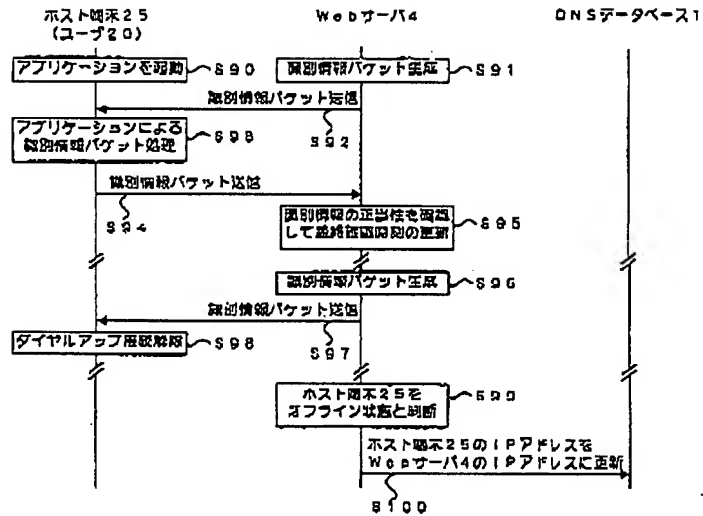 ホスト端末25
(ユーザ20)
Webサーバ4
DNSデータベース1
アプリケーションを起動
S90
識別情報パケット生成
S91
識別情報パケット送信
S92
アプリケーションによる
識別情報パケット処理
S93
識別情報パケット送信
S94
識別情報の正当性を確認
して最終確認時刻の更新
S95
識別情報パケット生成
S96
識別情報パケット送信
S97
ダイヤルアップ接続解除
S98
ホスト端末25を
オフライン状態と判断
S99
ホスト端末25のIPアドレスを
Webサーバ4のIPアドレスに更新
S100